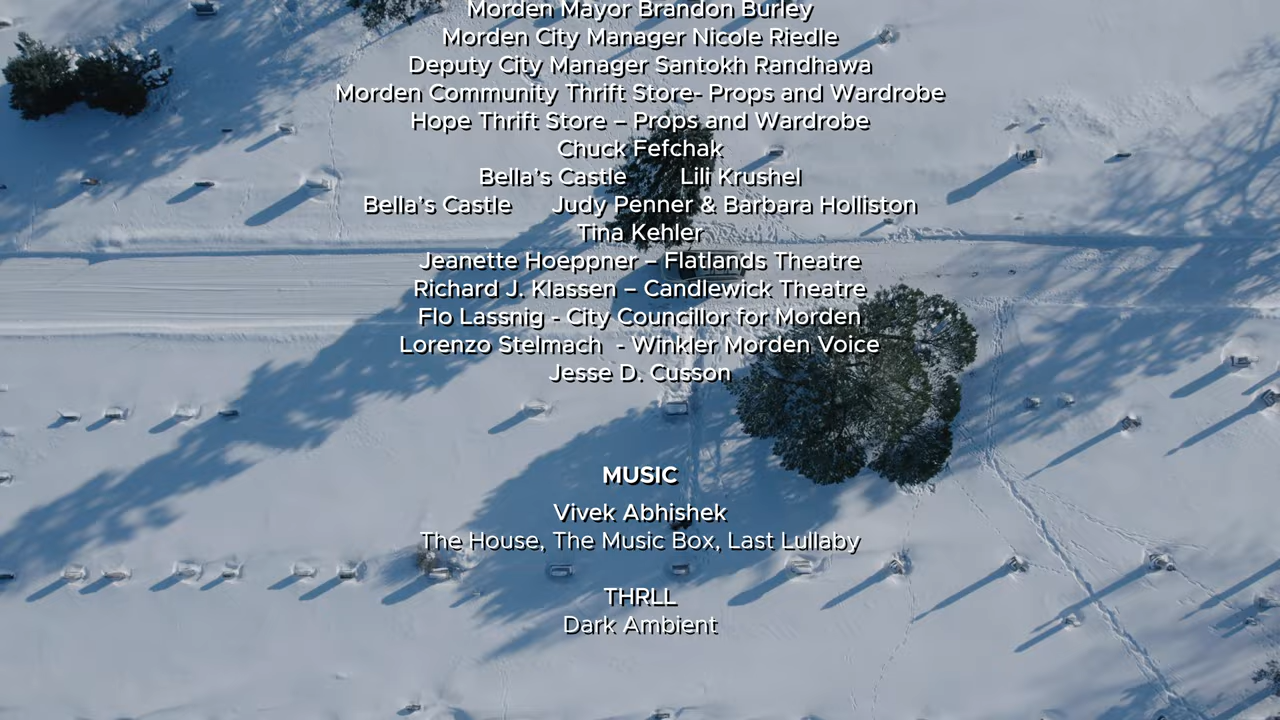 Morden Mayor Brandon Burley
Morden City Manager Nicole Riedle
Deputy City Manager Santokh Randhawa
Morden Community Thrift Store- Props and Wardrobe
Hope Thrift Store – Props and Wardrobe
Chuck Fefchak
Bella's Castle Lili Krushel
Bella's Castle Judy Penner & Barbara Holliston
Tina Kehler
Jeanette Hoeppner – Flatlands Theatre
Richard J. Klassen – Candlewick Theatre
Flo Lassnig - City Councillor for Morden
Lorenzo Stelmach - Winkler Morden Voice
Jesse D. Cusson
MUSIC
Vivek Abhishek
The House, The Music Box, Last Lullaby
THRLL
Dark Ambient